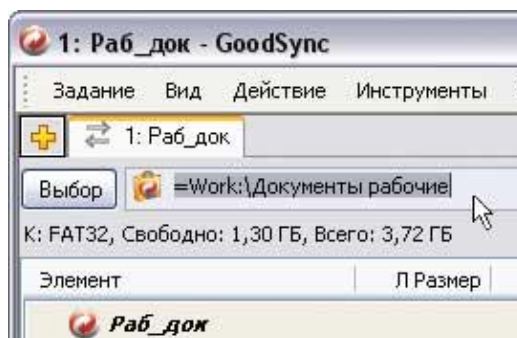 1: Раб_док - GoodSync
Задание Вид Действие Инструменты
1: Раб_док
Выбор =Work:\Документы рабочие
K: FAT32, Свободно: 1,30 ГБ, Всего: 3,72 ГБ
Элемент Л Размер
Раб_док